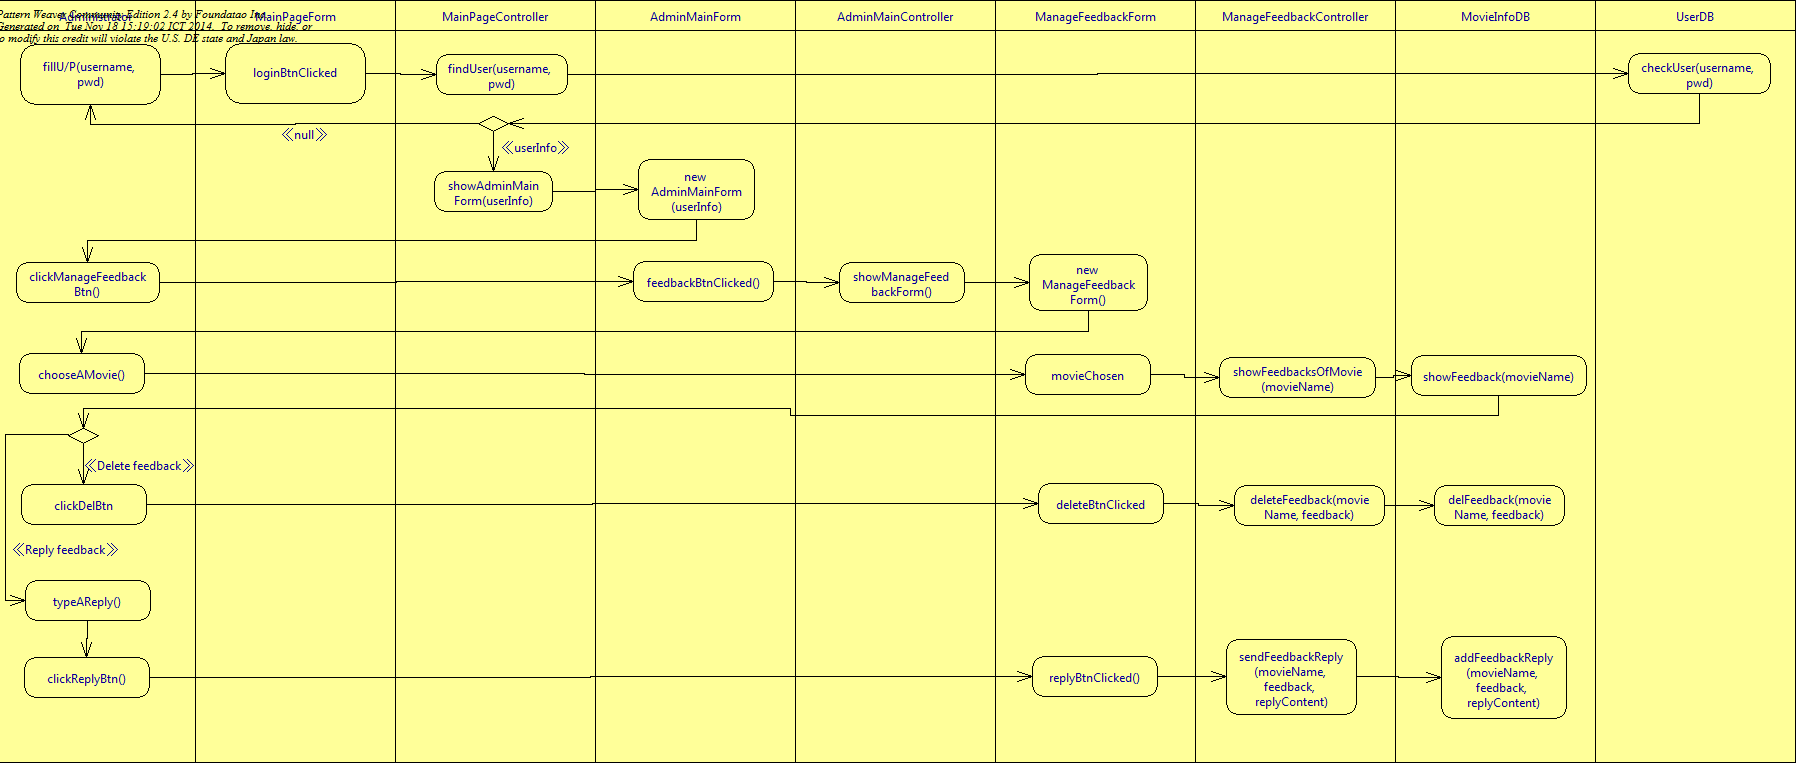 Administrator
MainPageForm
MainPageController
AdminMainForm
AdminMainController
ManageFeedbackForm
ManageFeedbackController
MovieInfoDB
UserDB
Pattern Weaver Community Edition 2.4 by Foundatao Inc.
Generated on Tue Nov 18 15:19:02 ICT 2014. To remove, hide, or
o modify this credit will violate the U.S. DE state and Japan law.
fillU/P(username,
pwd)
loginBtnClicked
findUser(username,
pwd)
checkUser(username,
pwd)
≪null≫
≪userInfo≫
showAdminMain
Form(userInfo)
new
AdminMainForm
(userInfo)
clickManageFeedback
Btn()
feedbackBtnClicked()
showManageFeed
backForm()
new
ManageFeedback
Form()
chooseAMovie()
movieChosen
showFeedbacksOfMovie
(movieName)
showFeedback(movieName)
≪Delete feedback≫
clickDelBtn
deleteBtnClicked
deleteFeedback(movie
Name, feedback)
delFeedback(movie
Name, feedback)
≪Reply feedback≫
typeAReply()
clickReplyBtn()
replyBtnClicked()
sendFeedbackReply
(movieName,
feedback,
replyContent)
addFeedbackReply
(movieName,
feedback,
replyContent)